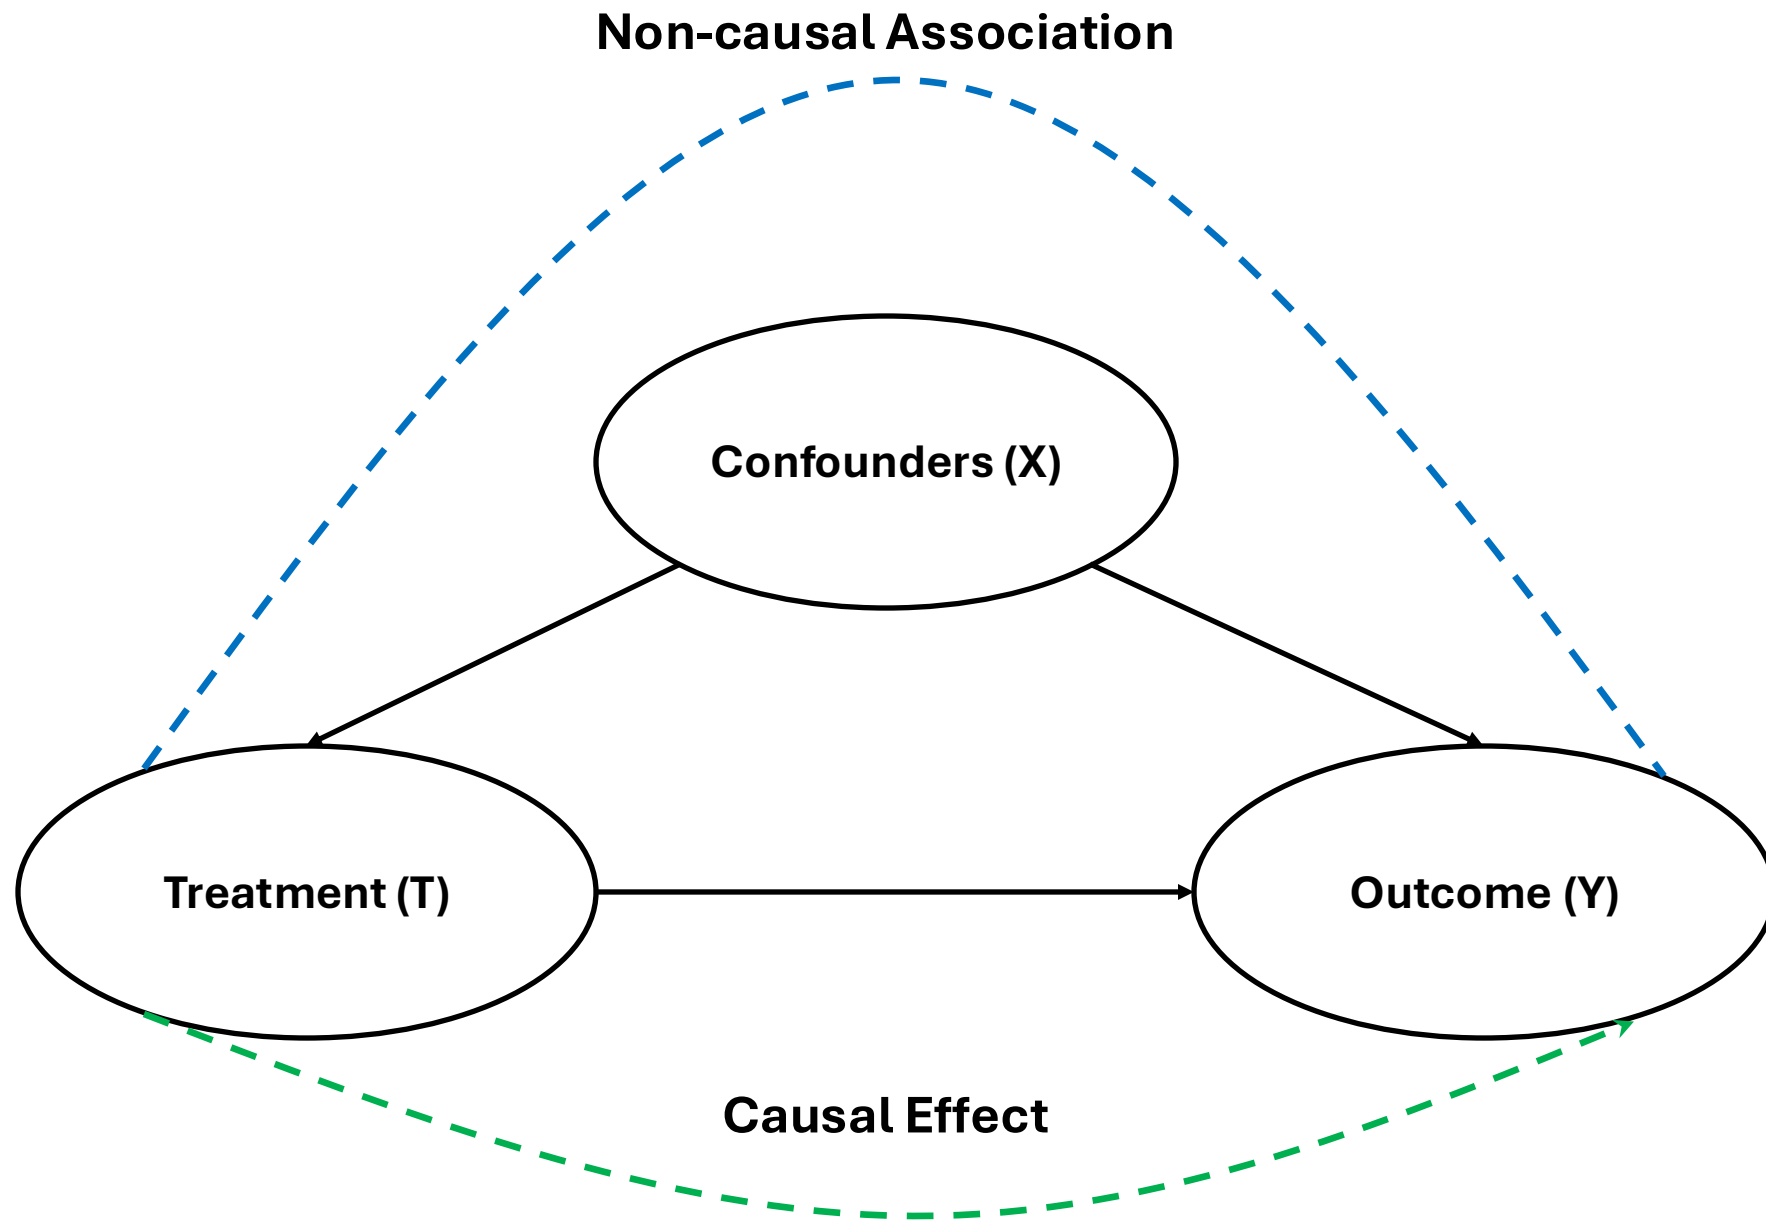 Non-causal Association
Confounders (X)
Treatment (T)
Outcome (Y)
Causal Effect